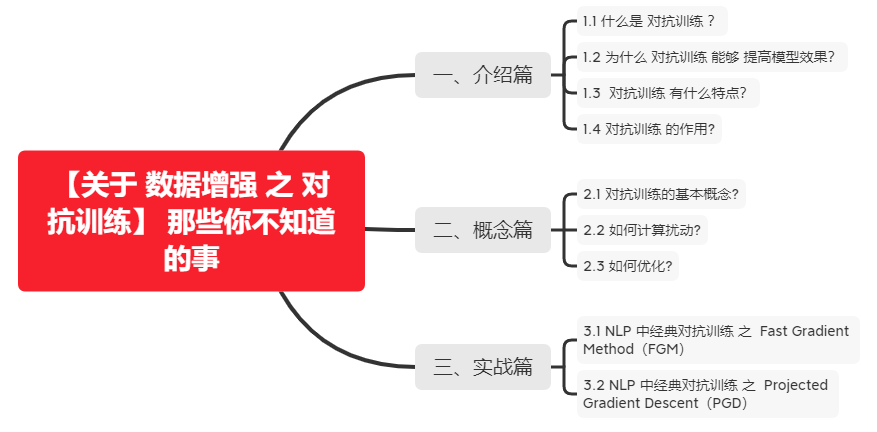 【关于 数据增强 之 对
抗训练】 那些你不知道
的事
一、介绍篇
1.1 什么是 对抗训练 ？
1.2 为什么 对抗训练 能够 提高模型效果？
1.3 对抗训练 有什么特点？
1.4 对抗训练 的作用？
二、概念篇
2.1 对抗训练的基本概念?
2.2 如何计算扰动?
2.3 如何优化?
三、实战篇
3.1 NLP 中经典对抗训练 之 Fast Gradient
Method（FGM）
3.2 NLP 中经典对抗训练 之 Projected
Gradient Descent（PGD）